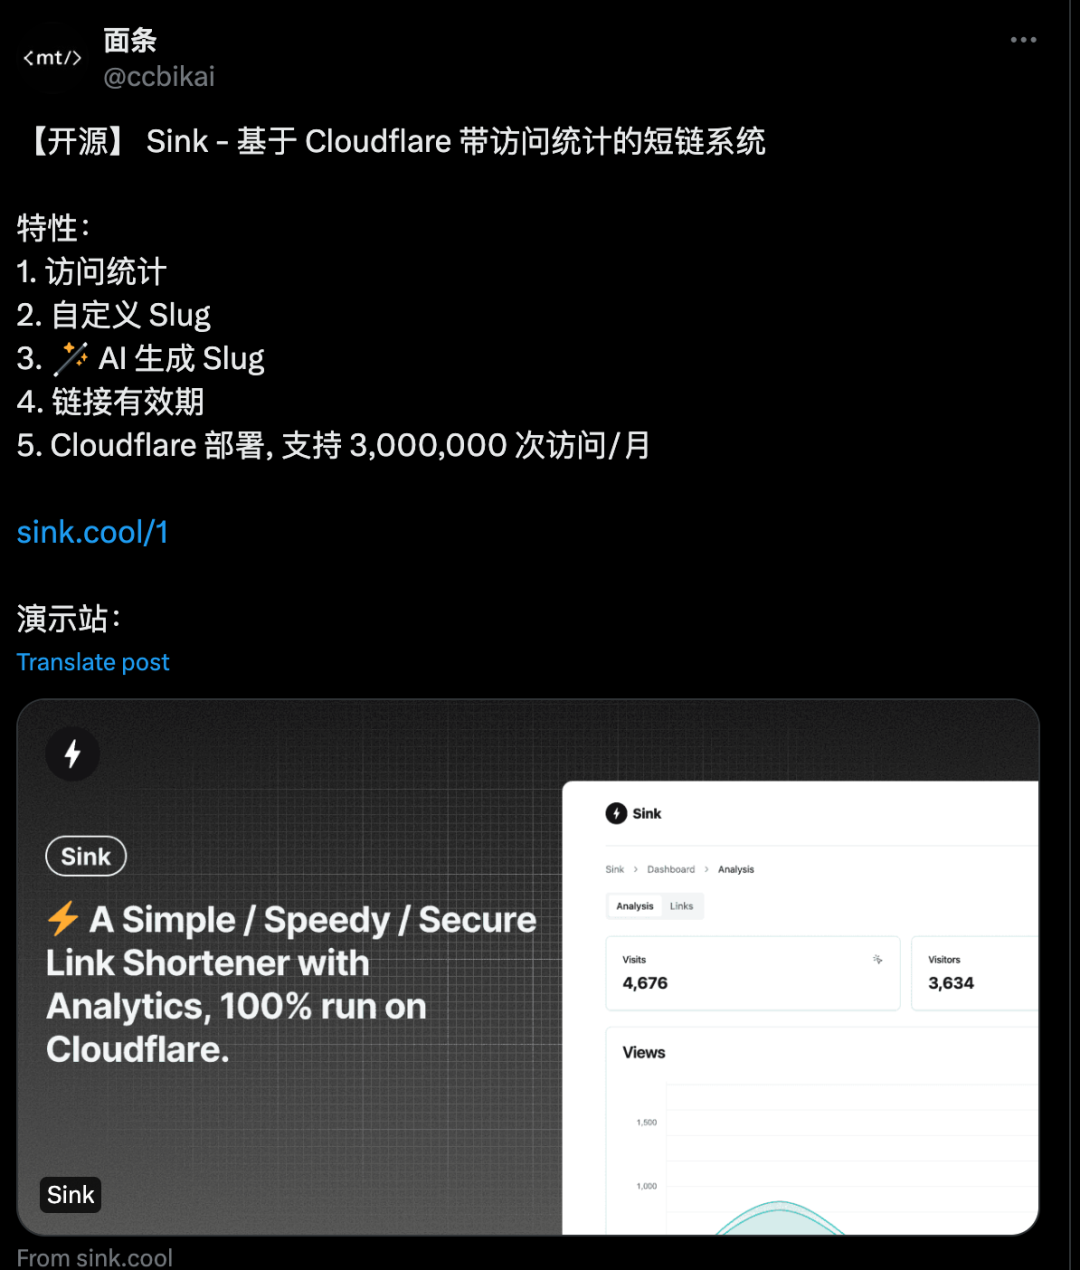 <mt/>
面条
@ccbikai
【开源】 Sink - 基于 Cloudflare 带访问统计的短链系统
特性：
1. 访问统计
2. 自定义 Slug
3. 🪄 AI 生成 Slug
4. 链接有效期
5. Cloudflare 部署, 支持 3,000,000 次访问/月
sink.cool/1
演示站：
Translate post
Sink
⚡ A Simple / Speedy / Secure
Link Shortener with
Analytics, 100% run on
Cloudflare.
Sink
Sink
Sink > Dashboard > Analysis
Analysis Links
Visits
4,676
Visitors
3,634
Views
1,500
1,000
From sink.cool